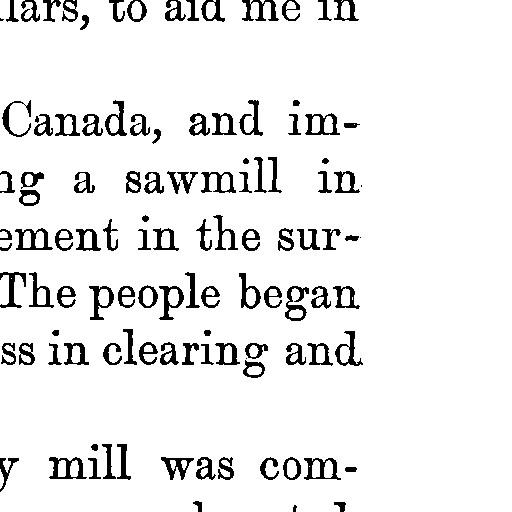 llars, to aid me in
Canada, and im-
ng a sawmill in
ement in the sur-
The people began
ss in clearing and
y mill was com-